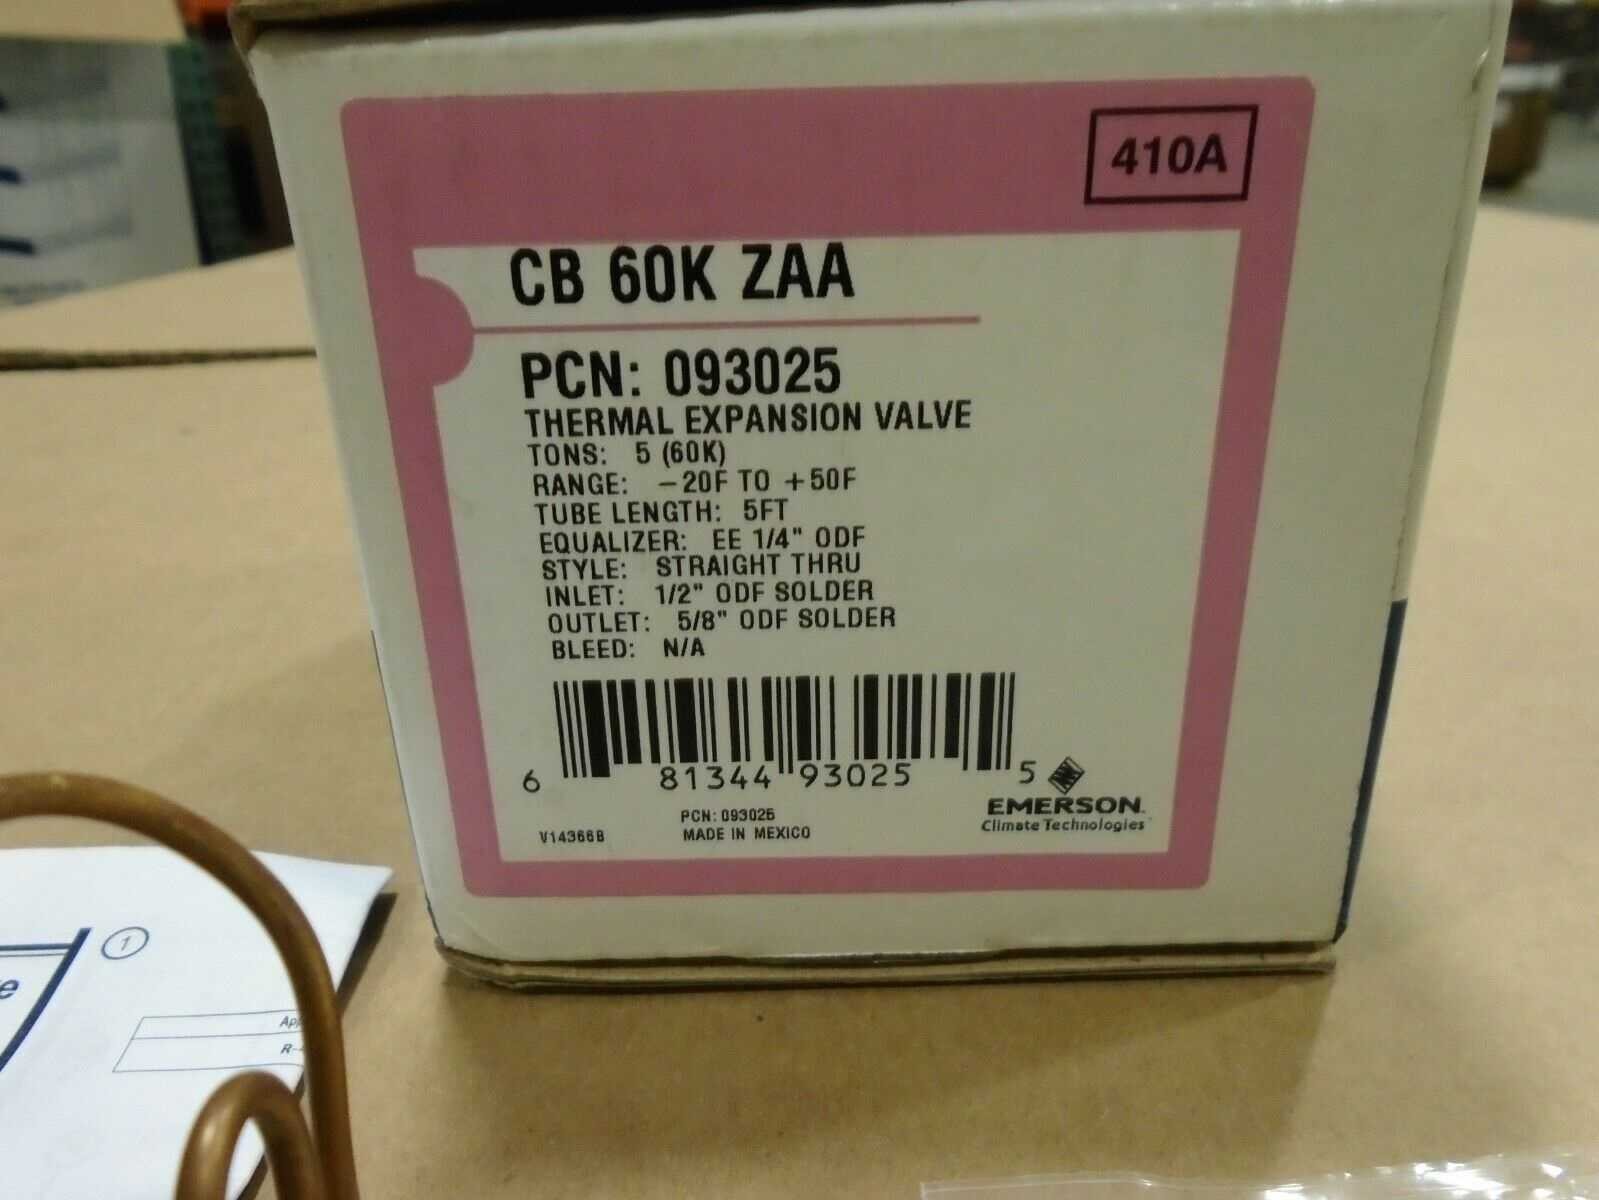 410A
CB 60K ZAA
PCN: 093025
THERMAL EXPANSION VALVE
TONS: 5 (60K)
RANGE: -20F TO +50F
TUBE LENGTH: 5FT
EQUALIZER: EE 1/4" ODF
STYLE: STRAIGHT THRU
INLET: 1/2" ODF SOLDER
OUTLET: 5/8" ODF SOLDER
BLEED: N/A
6 81344 93025 5
PCN: 093025
V14366B MADE IN MEXICO
EMERSON
Climate Technologies
1